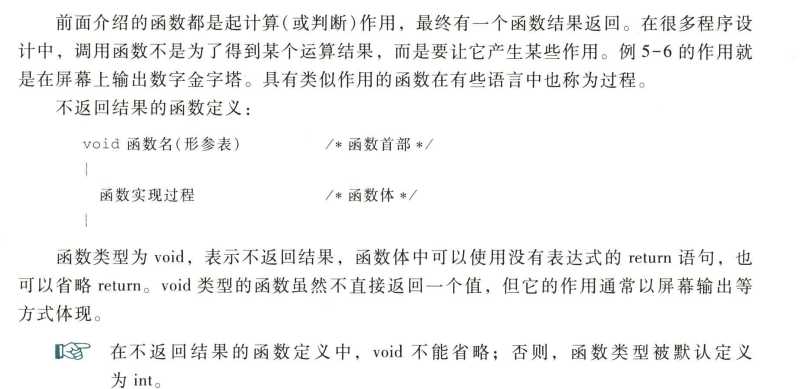 前面介绍的函数都是起计算(或判断)作用，最终有一个函数结果返回。在很多程序设
计中，调用函数不是为了得到某个运算结果，而是要让它产生某些作用。例 5-6 的作用就
是在屏幕上输出数字金字塔。具有类似作用的函数在有些语言中也称为过程。
不返回结果的函数定义：
void 函数名(形参表) /* 函数首部 */
{
函数实现过程 /* 函数体 */
}
函数类型为 void，表示不返回结果，函数体中可以使用没有表达式的 return 语句，也
可以省略 return。void 类型的函数虽然不直接返回一个值，但它的作用通常以屏幕输出等
方式体现。
在不返回结果的函数定义中，void 不能省略；否则，函数类型被默认定义
为 int。